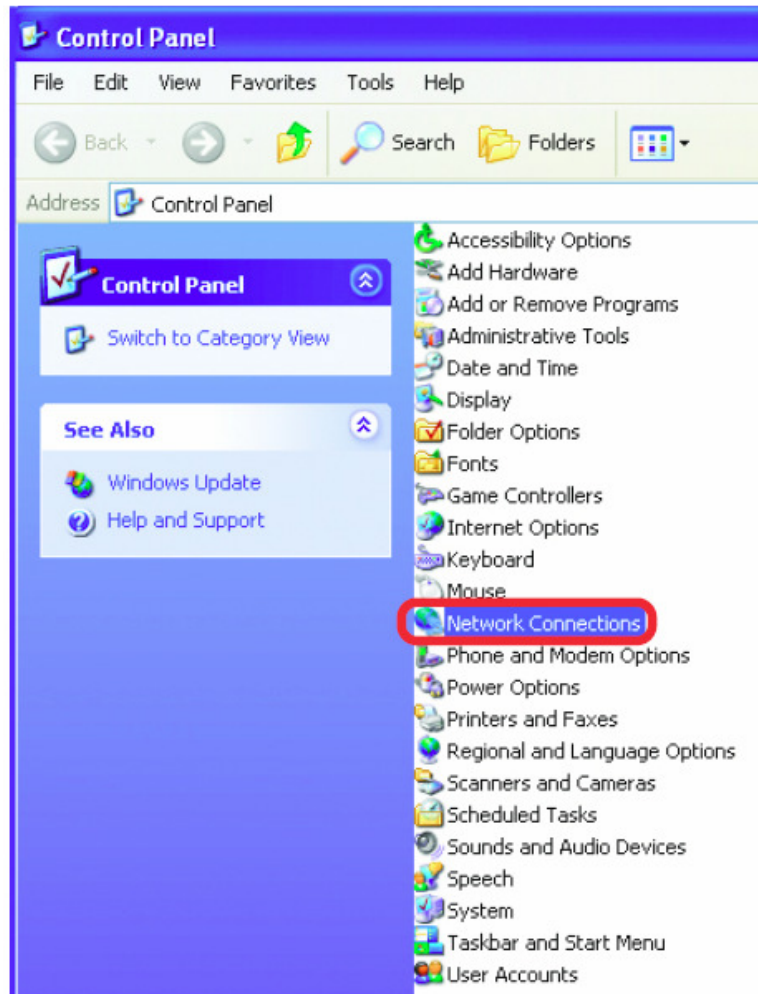 Control Panel
File Edit View Favorites Tools Help
Back Search Folders
Address Control Panel
Control Panel
Switch to Category View
See Also
Windows Update
Help and Support
Accessibility Options
Add Hardware
Add or Remove Programs
Administrative Tools
Date and Time
Display
Folder Options
Fonts
Game Controllers
Internet Options
Keyboard
Mouse
Network Connections
Phone and Modem Options
Power Options
Printers and Faxes
Regional and Language Options
Scanners and Cameras
Scheduled Tasks
Sounds and Audio Devices
Speech
System
Taskbar and Start Menu
User Accounts